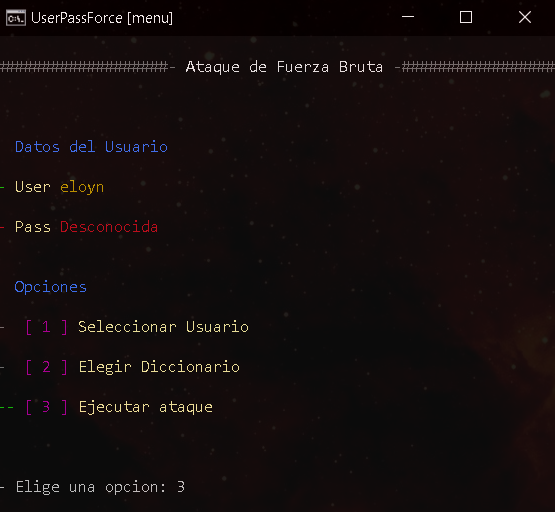 UserPassForce [menu]
###################- Ataque de Fuerza Bruta -#################
Datos del Usuario
- User eloyn
- Pass Desconocida
Opciones
- [ 1 ] Seleccionar Usuario
- [ 2 ] Elegir Diccionario
-- [ 3 ] Ejecutar ataque
- Elige una opcion: 3